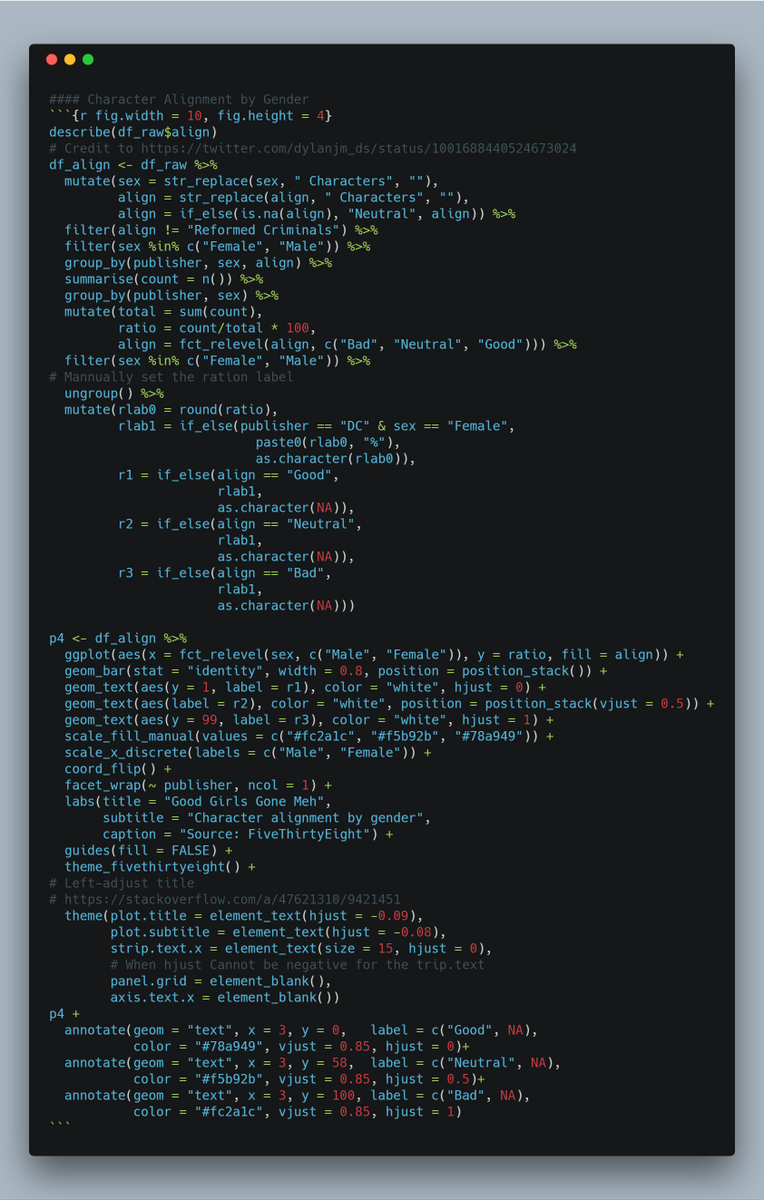 #### Character Alignment by Gender
```{r fig.width = 10, fig.height = 4}
describe(df_raw$align)
# Credit to https://twitter.com/dylanjm_ds/status/1001688440524673024
df_align <- df_raw %>%
  mutate(sex = str_replace(sex, " Characters", ""),
         align = str_replace(align, " Characters", ""),
         align = if_else(is.na(align), "Neutral", align)) %>%
  filter(align != "Reformed Criminals") %>%
  filter(sex %in% c("Female", "Male")) %>%
  group_by(publisher, sex, align) %>%
  summarise(count = n()) %>%
  group_by(publisher, sex) %>%
  mutate(total = sum(count),
         ratio = count/total * 100,
         align = fct_relevel(align, c("Bad", "Neutral", "Good"))) %>%
  filter(sex %in% c("Female", "Male")) %>%
# Mannually set the ration label
  ungroup() %>%
  mutate(rlab0 = round(ratio),
         rlab1 = if_else(publisher == "DC" & sex == "Female",
                           paste0(rlab0, "%"),
                           as.character(rlab0)),
         r1 = if_else(align == "Good",
                      rlab1,
                      as.character(NA)),
         r2 = if_else(align == "Neutral",
                      rlab1,
                      as.character(NA)),
         r3 = if_else(align == "Bad",
                      rlab1,
                      as.character(NA)))

p4 <- df_align %>%
  ggplot(aes(x = fct_relevel(sex, c("Male", "Female")), y = ratio, fill = align)) +
  geom_bar(stat = "identity", width = 0.8, position = position_stack()) +
  geom_text(aes(y = 1, label = r1), color = "white", hjust = 0) +
  geom_text(aes(label = r2), color = "white", position = position_stack(vjust = 0.5)) +
  geom_text(aes(y = 99, label = r3), color = "white", hjust = 1) +
  scale_fill_manual(values = c("#fc2a1c", "#f5b92b", "#78a949")) +
  scale_x_discrete(labels = c("Male", "Female")) +
  coord_flip() +
  facet_wrap(~ publisher, ncol = 1) +
  labs(title = "Good Girls Gone Meh",
       subtitle = "Character alignment by gender",
       caption = "Source: FiveThirtyEight") +
  guides(fill = FALSE) +
  theme_fivethirtyeight() +
# Left-adjust title
# https://stackoverflow.com/a/47621310/9421451
  theme(plot.title = element_text(hjust = -0.09),
        plot.subtitle = element_text(hjust = -0.08),
        strip.text.x = element_text(size = 15, hjust = 0),
        # When hjust Cannot be negative for the trip.text
        panel.grid = element_blank(),
        axis.text.x = element_blank())
p4 +
  annotate(geom = "text", x = 3, y = 0,   label = c("Good", NA),
           color = "#78a949", vjust = 0.85, hjust = 0)+
  annotate(geom = "text", x = 3, y = 58,  label = c("Neutral", NA),
           color = "#f5b92b", vjust = 0.85, hjust = 0.5)+
  annotate(geom = "text", x = 3, y = 100, label = c("Bad", NA),
           color = "#fc2a1c", vjust = 0.85, hjust = 1)
```